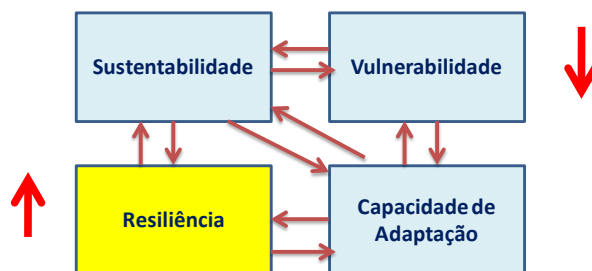 Sustentabilidade
Vulnerabilidade
Resiliência
Capacidade de
Adaptação